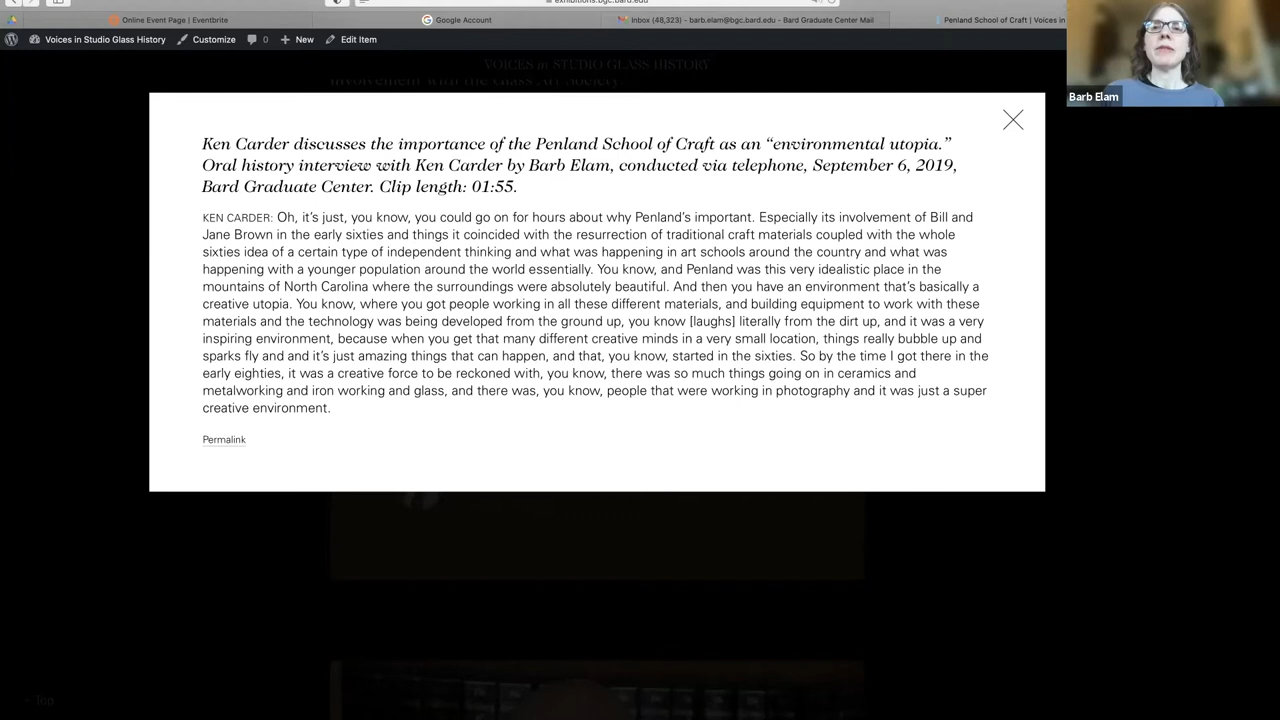 exhibitions.bgc.bard.edu
Online Event Page | Eventbrite
Google Account
Inbox (48,323) - barb.elam@bgc.bard.edu - Bard Graduate Center Mail
Penland School of Craft | Voices in
Voices in Studio Glass History
Customize
0
New
Edit Item
VOICES in STUDIO GLASS HISTORY
involvement with the Glass Art Society.
Barb Elam
Ken Carder discusses the importance of the Penland School of Craft as an “environmental utopia.”
Oral history interview with Ken Carder by Barb Elam, conducted via telephone, September 6, 2019,
Bard Graduate Center. Clip length: 01:55.
KEN CARDER: Oh, it's just, you know, you could go on for hours about why Penland's important. Especially its involvement of Bill and
Jane Brown in the early sixties and things it coincided with the resurrection of traditional craft materials coupled with the whole
sixties idea of a certain type of independent thinking and what was happening in art schools around the country and what was
happening with a younger population around the world essentially. You know, and Penland was this very idealistic place in the
mountains of North Carolina where the surroundings were absolutely beautiful. And then you have an environment that's basically a
creative utopia. You know, where you got people working in all these different materials, and building equipment to work with these
materials and the technology was being developed from the ground up, you know [laughs] literally from the dirt up, and it was a very
inspiring environment, because when you get that many different creative minds in a very small location, things really bubble up and
sparks fly and and it's just amazing things that can happen, and that, you know, started in the sixties. So by the time I got there in the
early eighties, it was a creative force to be reckoned with, you know, there was so much things going on in ceramics and
metalworking and iron working and glass, and there was, you know, people that were working in photography and it was just a super
creative environment.
Permalink
Top